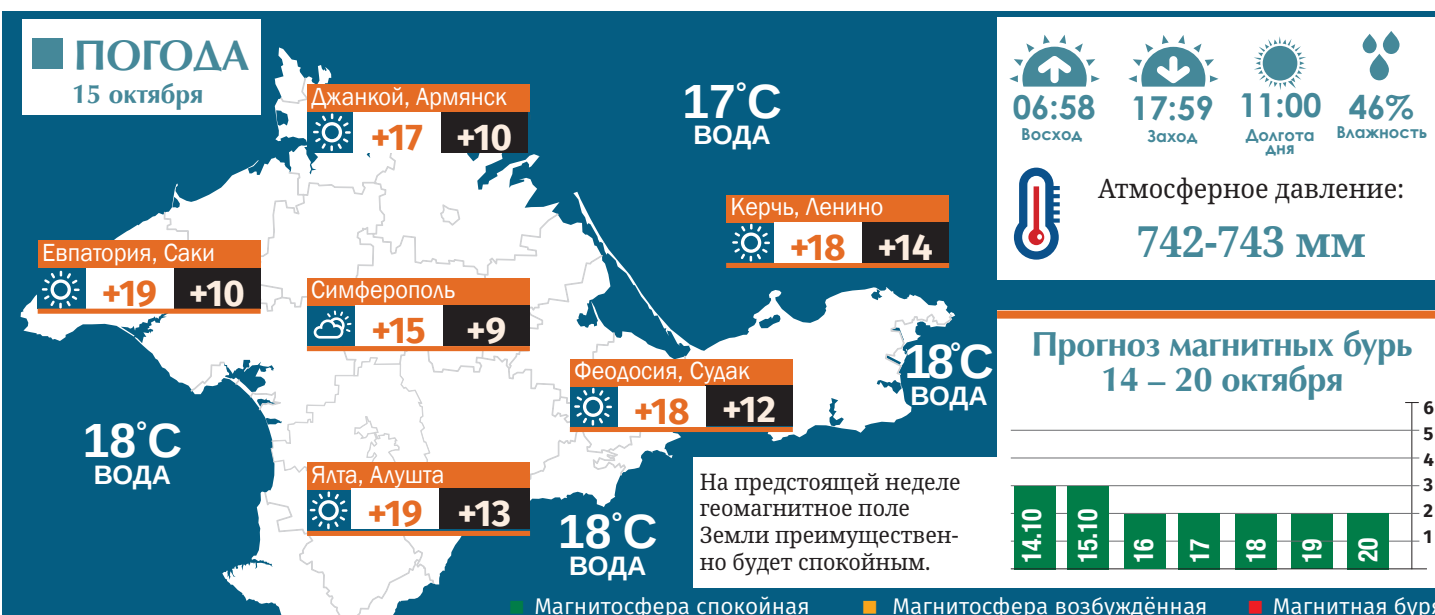 ПОГОДА
15 октября
Джанкой, Армянск
+17 +10
17°C
ВОДА
Керчь, Ленино
+18 +14
Евпатория, Саки
+19 +10
Симферополь
+15 +9
Феодосия, Судак
+18 +12
18°C
ВОДА
18°C
ВОДА
Ялта, Алушта
+19 +13
18°C
ВОДА
06:58
Восход
17:59
Заход
11:00
Долгота
дня
46%
Влажность
Атмосферное давление:
742-743 мм
Прогноз магнитных бурь
14 – 20 октября
6
5
4
3
2
1
14.10 15.10 16 17 18 19 20
На предстоящей неделе
геомагнитное поле
Земли преимуществен-
но будет спокойным.
Магнитосфера спокойная Магнитосфера возбуждённая Магнитная буря